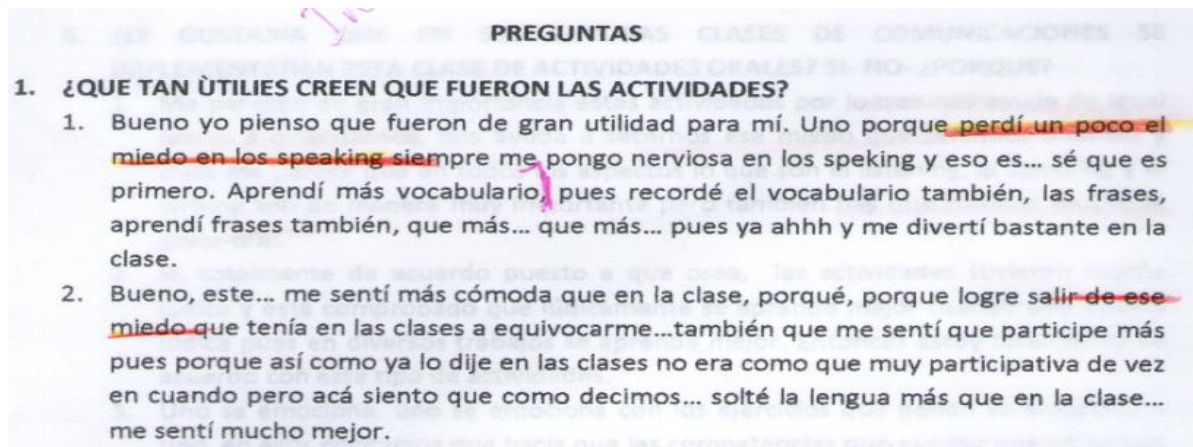 PREGUNTAS
1. ¿QUE TAN ÙTILIES CREEN QUE FUERON LAS ACTIVIDADES?
1. Bueno yo pienso que fueron de gran utilidad para mí. Uno porque perdí un poco el
miedo en los speaking siempre me pongo nerviosa en los speking y eso es... sé que es
primero. Aprendí más vocabulario, pues recordé el vocabulario también, las frases,
aprendí frases también, que más... que más... pues ya ahhh y me divertí bastante en la
clase.
2. Bueno, este... me sentí más cómoda que en la clase, porqué, porque logre salir de ese
miedo que tenía en las clases a equivocarme...también que me sentí que participe más
pues porque así como ya lo dije en las clases no era como que muy participativa de vez
en cuando pero acá siento que como decimos... solté la lengua más que en la clase...
me sentí mucho mejor.